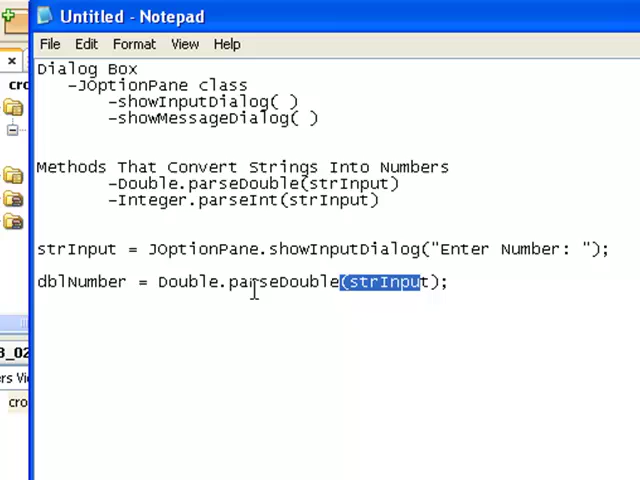 Untitled - Notepad
File Edit Format View Help
Dialog Box
-JOptionPane class
-showInputDialog( )
-showMessageDialog( )
Methods That Convert Strings Into Numbers
-Double.parseDouble(strInput)
-Integer.parseInt(strInput)
strInput = JOptionPane.showInputDialog("Enter Number: ");
dblNumber = Double.parseDouble(strInput);